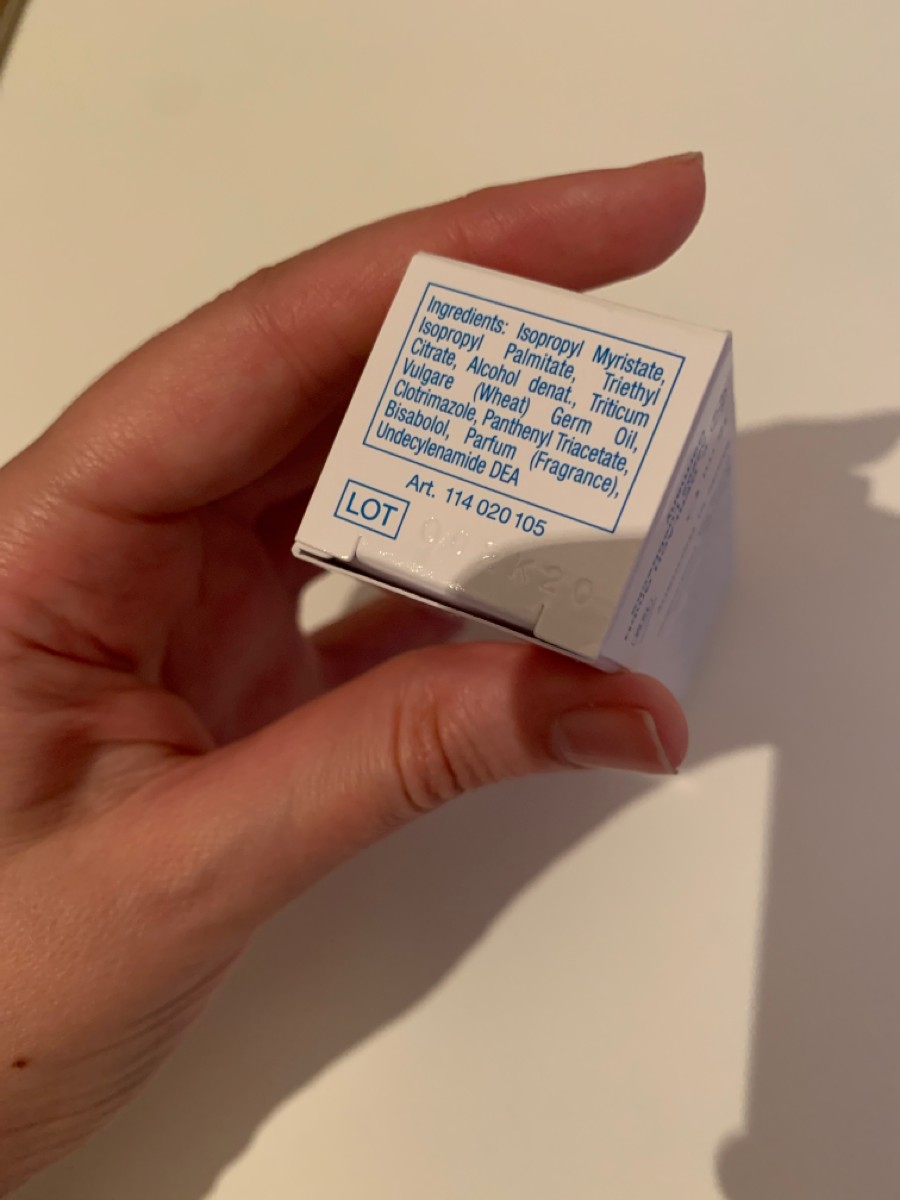 Ingredients: Isopropyl Myristate,
Isopropyl Palmitate, Triethyl
Citrate, Alcohol denat., Triticum
Vulgare (Wheat) Germ Oil,
Clotrimazole, Panthenyl Triacetate,
Bisabolol, Parfum (Fragrance),
Undecylenamide DEA
Art. 114 020 105
LOT